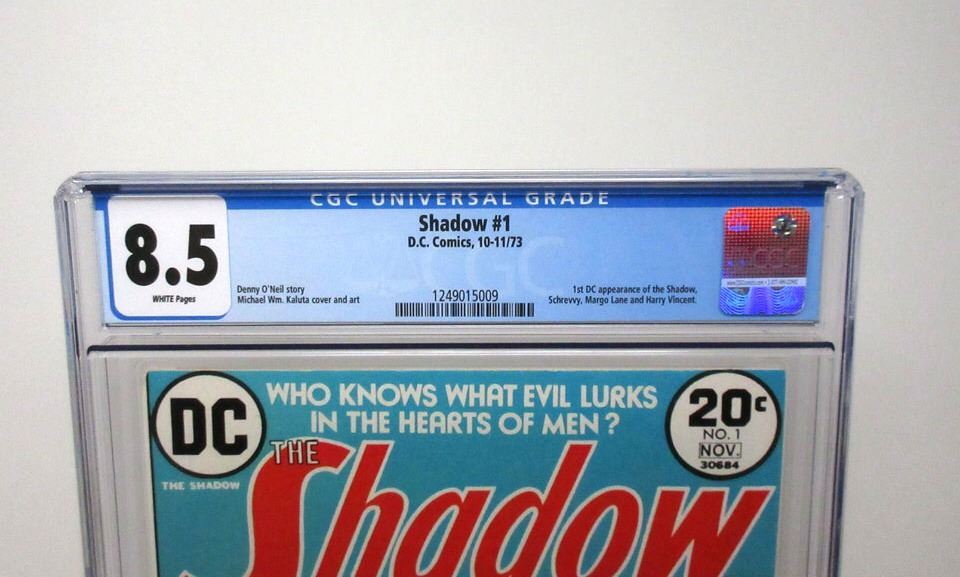 CGC UNIVERSAL GRADE
8.5
WHITE Pages
Shadow #1
D.C. Comics, 10-11/73
Denny O'Neil story
Michael Wm. Kaluta cover and art
1249015009
1st DC appearance of the Shadow,
Schrevvy, Margo Lane and Harry Vincent.
CGC
CGC
DC
WHO KNOWS WHAT EVIL LURKS
IN THE HEARTS OF MEN?
20¢
NO. 1
NOV.
30684
THE SHADOW
THE
Shadow